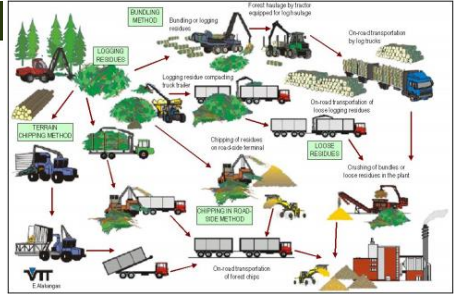 BUNDLING
METHOD
Forest haulage by tractor
equipped for log haulage
Bundling or logging
residues
On-road transportation
by log trucks
LOGGING
RESIDUES
Logging residue compacting
truck trailer
On-road transportation of
loose logging residues
TERRAIN
CHIPPING METHOD
Chipping of residues
on road-side terminal
LOOSE
RESIDUES
Crushing of bundles or
loose residues in the plant
CHIPPING IN ROAD-
SIDE METHOD
On-road transportation
of forest chips
VTT
E.Alakangas